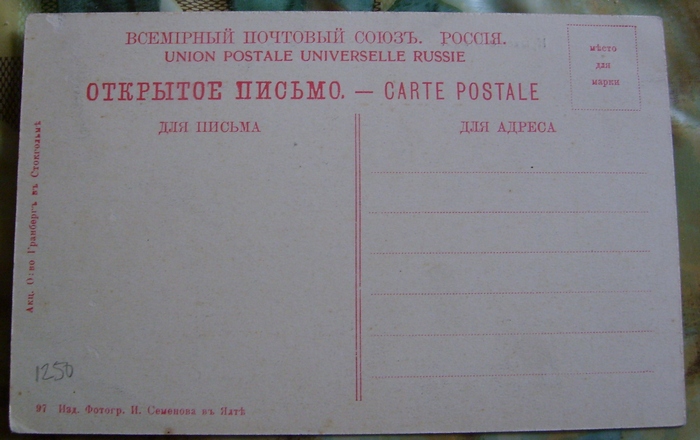 ВСЕМІРНЫЙ ПОЧТОВЫЙ СОЮЗЪ. РОССІЯ.
UNION POSTALE UNIVERSELLE RUSSIE
ОТКРЫТОЕ ПИСЬМО. — CARTE POSTALE
мѣсто
для
марки
ДЛЯ ПИСЬМА
ДЛЯ АДРЕСА
Акц. О-во Гранбергъ въ Стокгольмѣ
1250
97 Изд. Фотогр. И. Семенова въ Ялтѣ